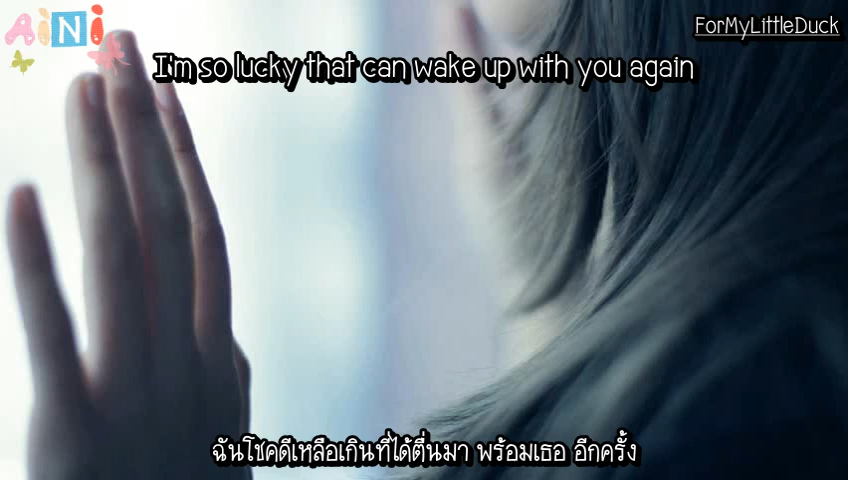 AiNi
ForMyLittleDuck
I'm so lucky that can wake up with you again
ฉันโชคดีเหลือเกินที่ได้ตื่นมา พร้อมเธอ อีกครั้ง